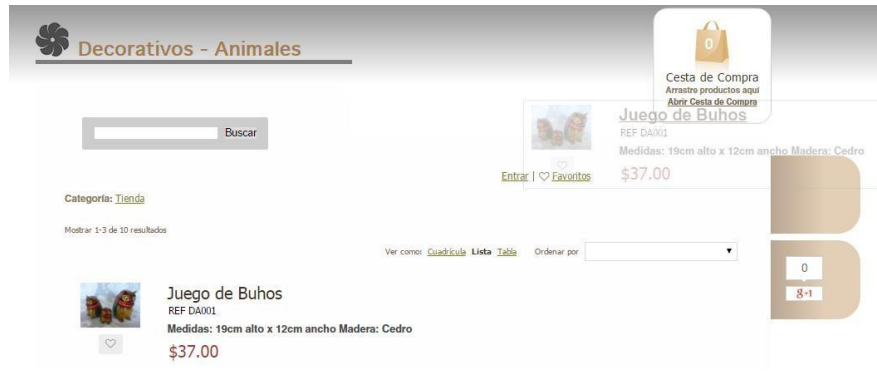 Decorativos - Animales
0
Cesta de Compra
Arrastre productos aquí
Abrir Cesta de Compra
Juego de Buhos
REF DA001
Medidas: 19cm alto x 12cm ancho Madera: Cedro
$37.00
Buscar
Entrar | Favoritos
Categoría: Tienda
Mostrar 1-3 de 10 resultados
Ver como: Cuadrícula Lista Tabla Ordenar por
0
g+1
Juego de Buhos
REF DA001
Medidas: 19cm alto x 12cm ancho Madera: Cedro
$37.00